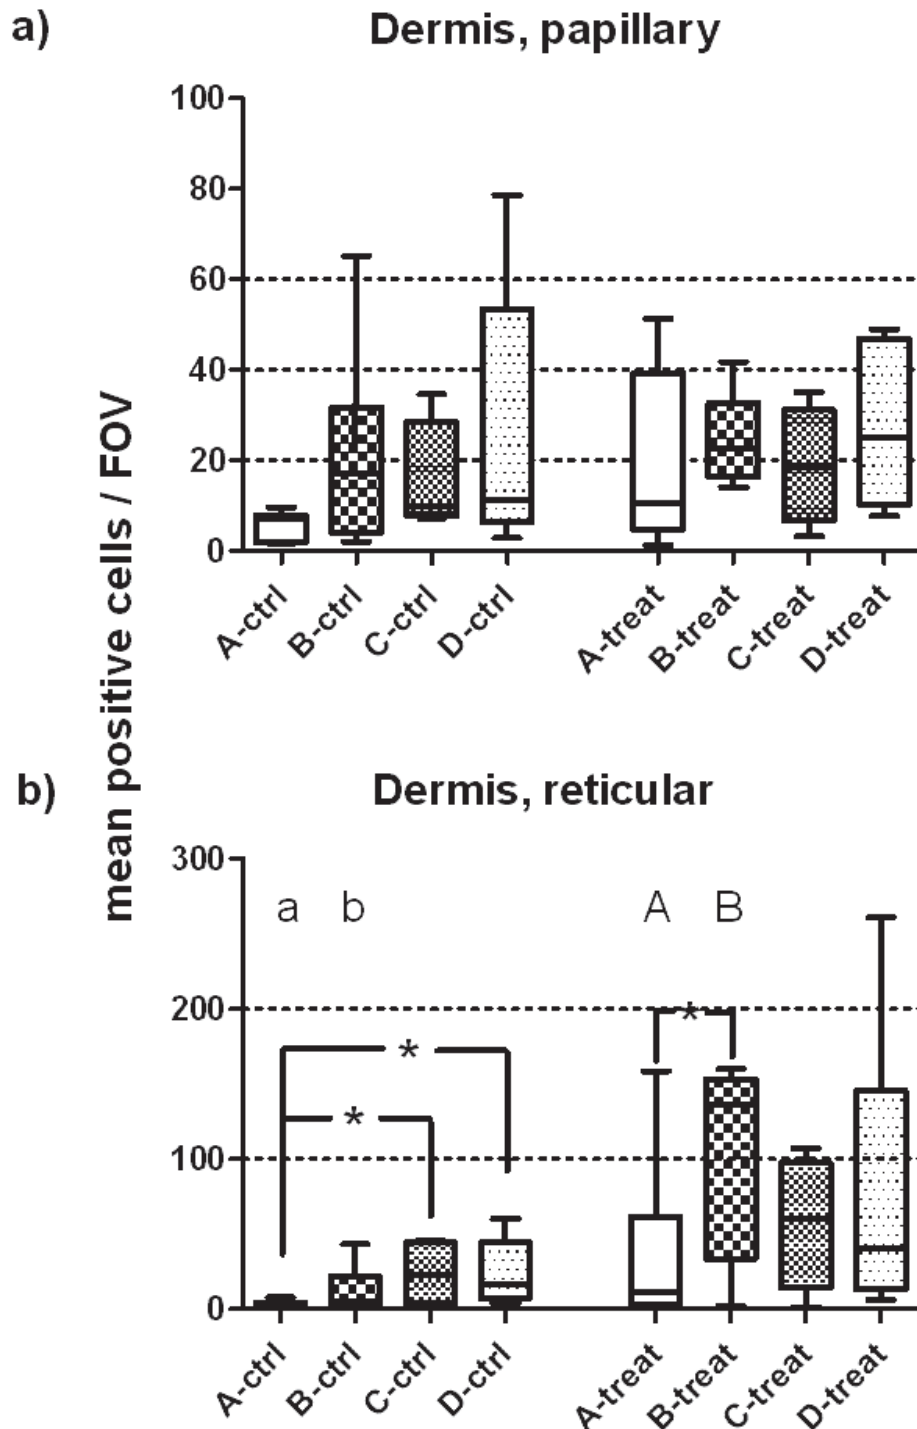 a)
Dermis, papillary
mean positive cells / FOV
100
80
60
40
20
0
A-ctrl
B-ctrl
C-ctrl
D-ctrl
A-treat
B-treat
C-treat
D-treat
b)
Dermis, reticular
300
200
100
0
a b A B
*
*
*
A-ctrl
B-ctrl
C-ctrl
D-ctrl
A-treat
B-treat
C-treat
D-treat